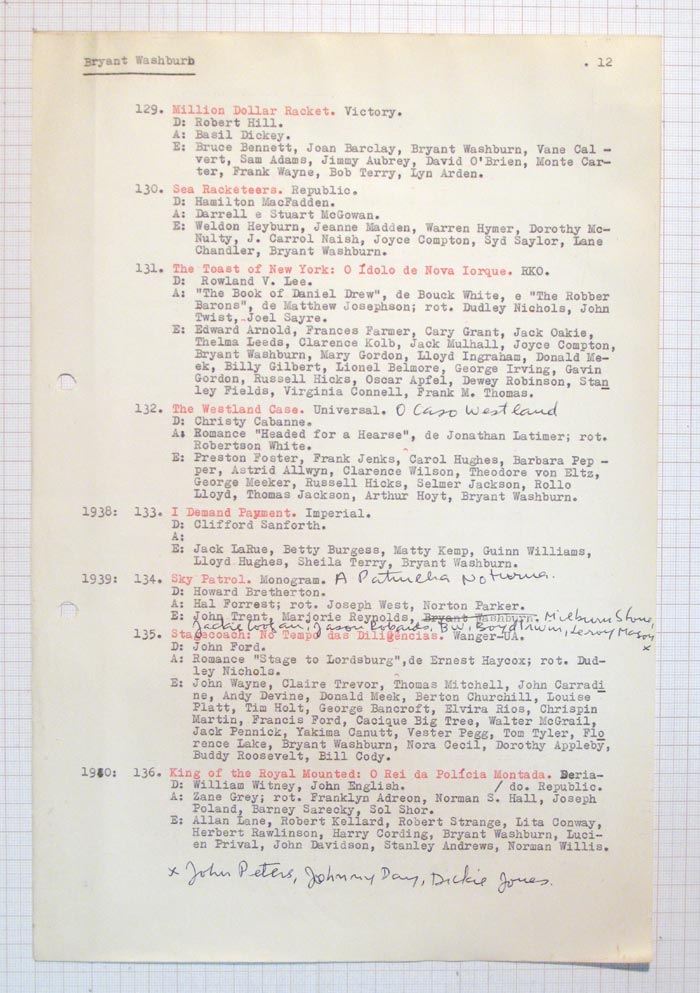 Bryant Washburn . 12
129. Million Dollar Racket. Victory.
D: Robert Hill.
A: Basil Dickey.
E: Bruce Bennett, Joan Barclay, Bryant Washburn, Vane Cal -
vert, Sam Adams, Jimmy Aubrey, David O'Brien, Monte Car-
ter, Frank Wayne, Bob Terry, Lyn Arden.
130. Sea Racketeers. Republic.
D: Hamilton MacFadden.
A: Darrell e Stuart McGowan.
E: Weldon Heyburn, Jeanne Madden, Warren Hymer, Dorothy Mc-
Nulty, J. Carrol Naish, Joyce Compton, Syd Saylor, Lane
Chandler, Bryant Washburn.
131. The Toast of New York: O Ídolo de Nova Iorque. RKO.
D: Rowland V. Lee.
A: "The Book of Daniel Drew", de Bouck White, e "The Robber
Barons", de Matthew Josephson; rot. Dudley Nichols, John
Twist, Joel Sayre.
E: Edward Arnold, Frances Farmer, Cary Grant, Jack Oakie,
Thelma Leeds, Clarence Kolb, Jack Mulhall, Joyce Compton,
Bryant Washburn, Mary Gordon, Lloyd Ingraham, Donald Me-
ek, Billy Gilbert, Lionel Belmore, George Irving, Gavin
Gordon, Russell Hicks, Oscar Apfel, Dewey Robinson, Stan
ley Fields, Virginia Connell, Frank M. Thomas.
132. The Westland Case. Universal. O Caso Westland
D: Christy Cabanne.
A: Romance "Headed for a Hearse", de Jonathan Latimer; rot.
Robertson White.
E: Preston Foster, Frank Jenks, Carol Hughes, Barbara Pep -
per, Astrid Allwyn, Clarence Wilson, Theodore von Eltz,
George Meeker, Russell Hicks, Selmer Jackson, Rollo
Lloyd, Thomas Jackson, Arthur Hoyt, Bryant Washburn.
1938: 133. I Demand Payment. Imperial.
D: Clifford Sanforth.
A:
E: Jack LaRue, Betty Burgess, Matty Kemp, Guinn Williams,
Lloyd Hughes, Sheila Terry, Bryant Washburn.
1939: 134. Sky Patrol. Monogram. A Patrulha Noturna.
D: Howard Bretherton.
A: Hal Forrest; rot. Joseph West, Norton Parker.
E: John Trent, Marjorie Reynolds, Bryant Washburn. Milburn Stone,
Jackie Coogan, Jason Robards, BW, Boyd Irwin, Leroy Mason
x
135. Stagecoach: No Tempo das Diligências. Wanger-UA.
D: John Ford.
A: Romance "Stage to Lordsburg",de Ernest Haycox; rot. Dud-
ley Nichols.
E: John Wayne, Claire Trevor, Thomas Mitchell, John Carradi
ne, Andy Devine, Donald Meek, Berton Churchill, Louise
Platt, Tim Holt, George Bancroft, Elvira Rios, Chrispin
Martin, Francis Ford, Cacique Big Tree, Walter McGrail,
Jack Pennick, Yakima Canutt, Vester Pegg, Tom Tyler, Flo
rence Lake, Bryant Washburn, Nora Cecil, Dorothy Appleby,
Buddy Roosevelt, Bill Cody.
1940: 136. King of the Royal Mounted: O Rei da Polícia Montada. Seria-
D: William Witney, John English. / do. Republic.
A: Zane Grey; rot. Franklyn Adreon, Norman S. Hall, Joseph
Poland, Barney Sarecky, Sol Shor.
E: Allan Lane, Robert Kellard, Robert Strange, Lita Conway,
Herbert Rawlinson, Harry Cording, Bryant Washburn, Luci-
en Prival, John Davidson, Stanley Andrews, Norman Willis.
x John Peters, Johnny Day, Dickie Jones.